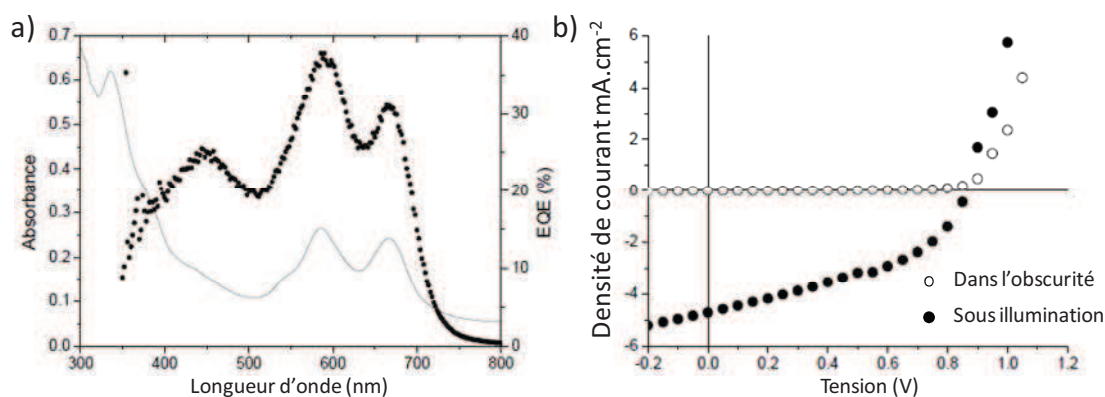 a)
Absorbance
0.7
0.6
0.5
0.4
0.3
0.2
0.1
0.0
40
30
20
10
0
EQE (%)
300 400 500 600 700 800
Longueur d'onde (nm)
b)
Densité de courant mA.cm-2
6
4
2
0
-2
-4
-6
Dans l'obscurité
Sous illumination
-0.2 0.0 0.2 0.4 0.6 0.8 1.0 1.2
Tension (V)